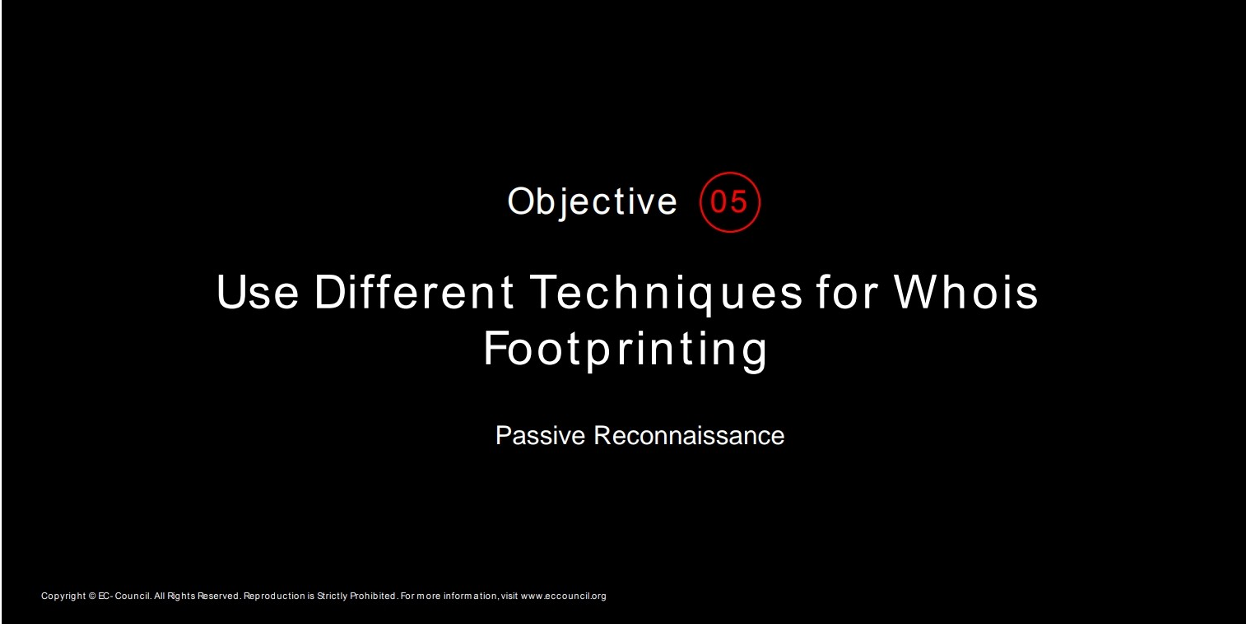 Objective 05
Use Different Techniques for Whois
Footprinting
Passive Reconnaissance
Copyright © EC-Council. All Rights Reserved. Reproduction is Strictly Prohibited. For more information, visit www.eccouncil.org